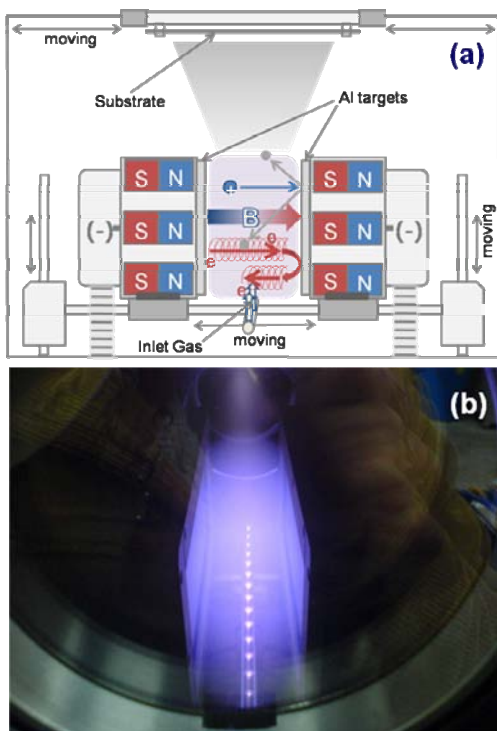 moving
(a)
Substrate
Al targets
S N
S N
+
(-)
S N
B
S N
(-)
moving
e
e
S N
e
S N
Inlet Gas
moving
(b)